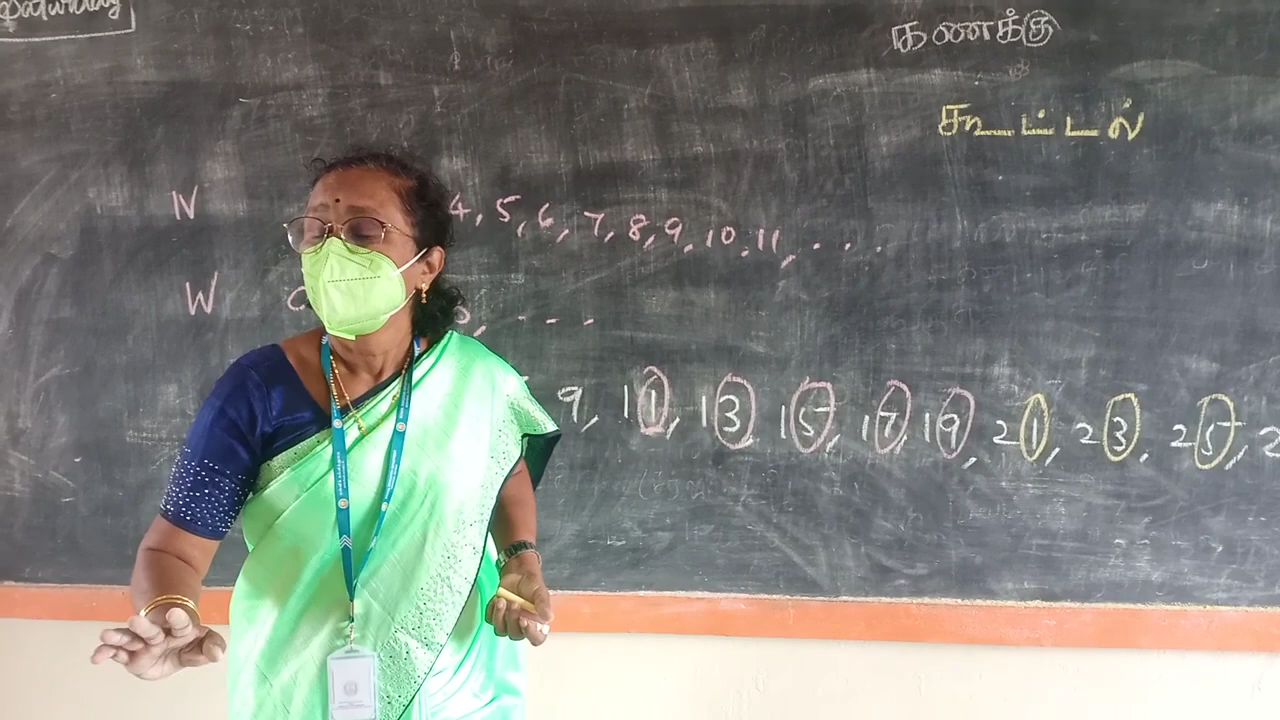 கணக்கு
கூட்டல்
N 4, 5, 6, 7, 8, 9, 10, 11, . . .
W , - - -
9, 11, 13, 15, 17, 19, 21, 23, 25, 2